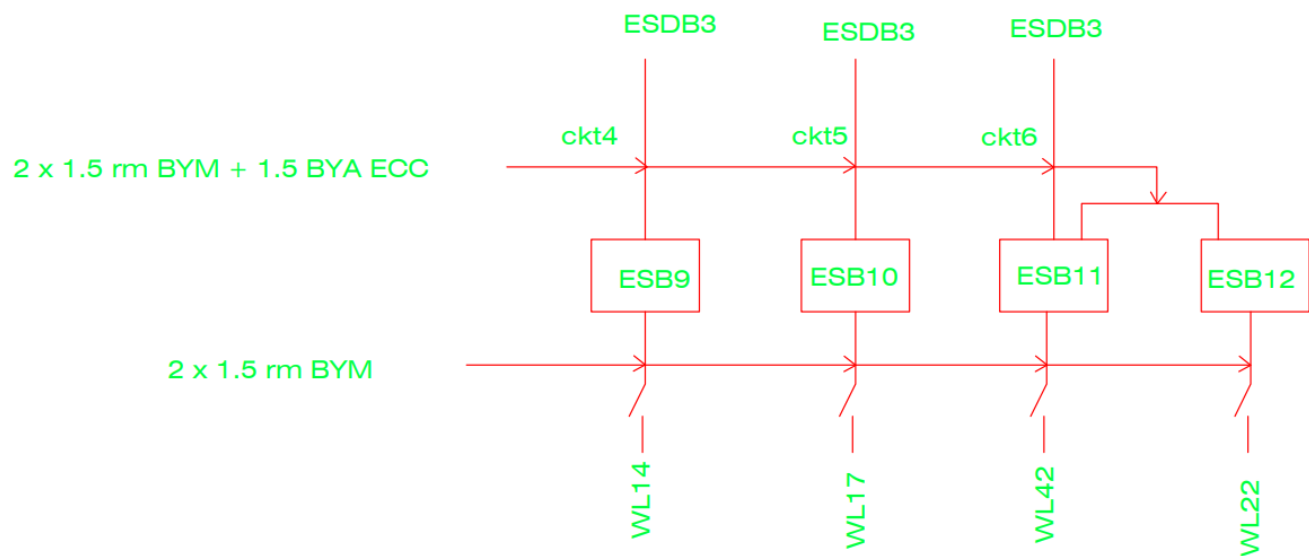 ESDB3
ESDB3
ESDB3
ckt4
ckt5
ckt6
2 x 1.5 rm BYM + 1.5 BYA ECC
ESB9
ESB10
ESB11
ESB12
2 x 1.5 rm BYM
WL14
WL17
WL42
WL22